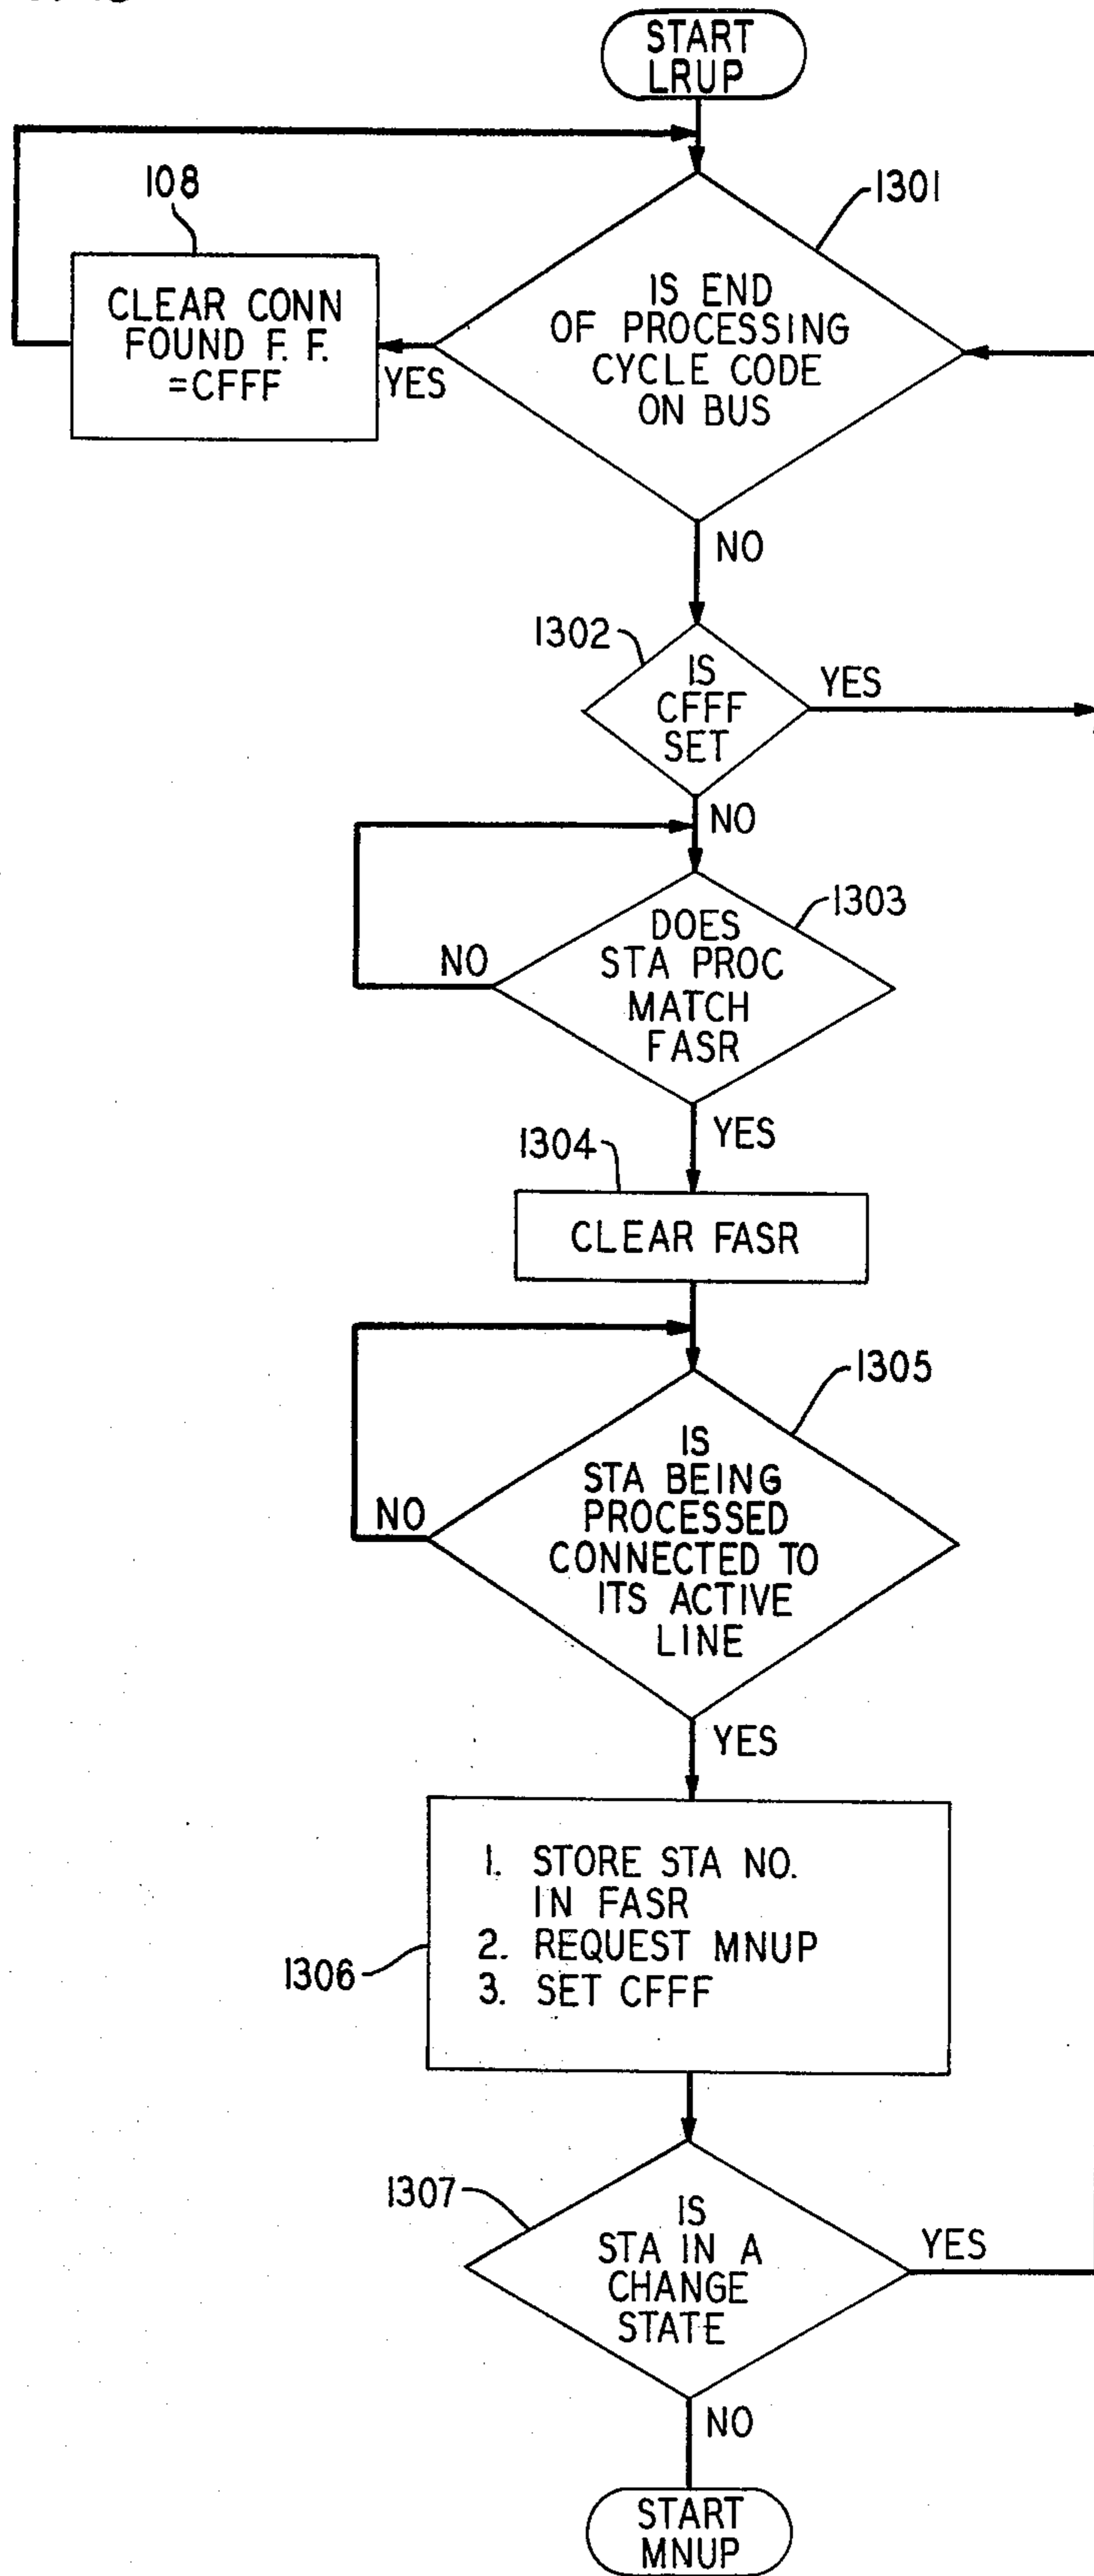 START
LRUP
108
1301
CLEAR CONN
FOUND F. F.
=CFFF
YES
IS END
OF PROCESSING
CYCLE CODE
ON BUS
NO
1302
IS
CFFF
SET
YES
NO
1303
DOES
STA PROC
MATCH
FASR
NO
YES
1304
CLEAR FASR
1305
IS
STA BEING
PROCESSED
CONNECTED TO
ITS ACTIVE
LINE
NO
YES
1. STORE STA NO.
IN FASR
2. REQUEST MNUP
3. SET CFFF
1306
1307
IS
STA IN A
CHANGE
STATE
YES
NO
START
MNUP